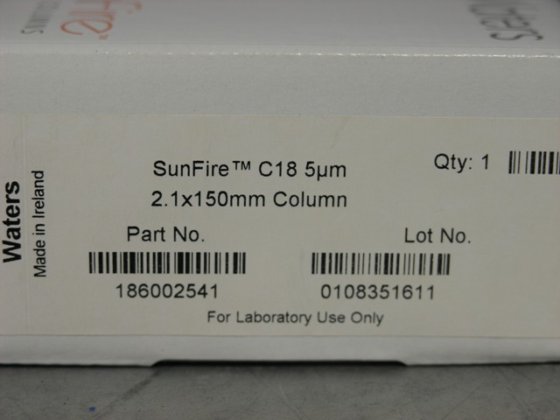 SunFire™ C18 5µm
2.1x150mm Column
Qty: 1
Waters
Made in Ireland
Part No.
Lot No.
186002541
0108351611
For Laboratory Use Only